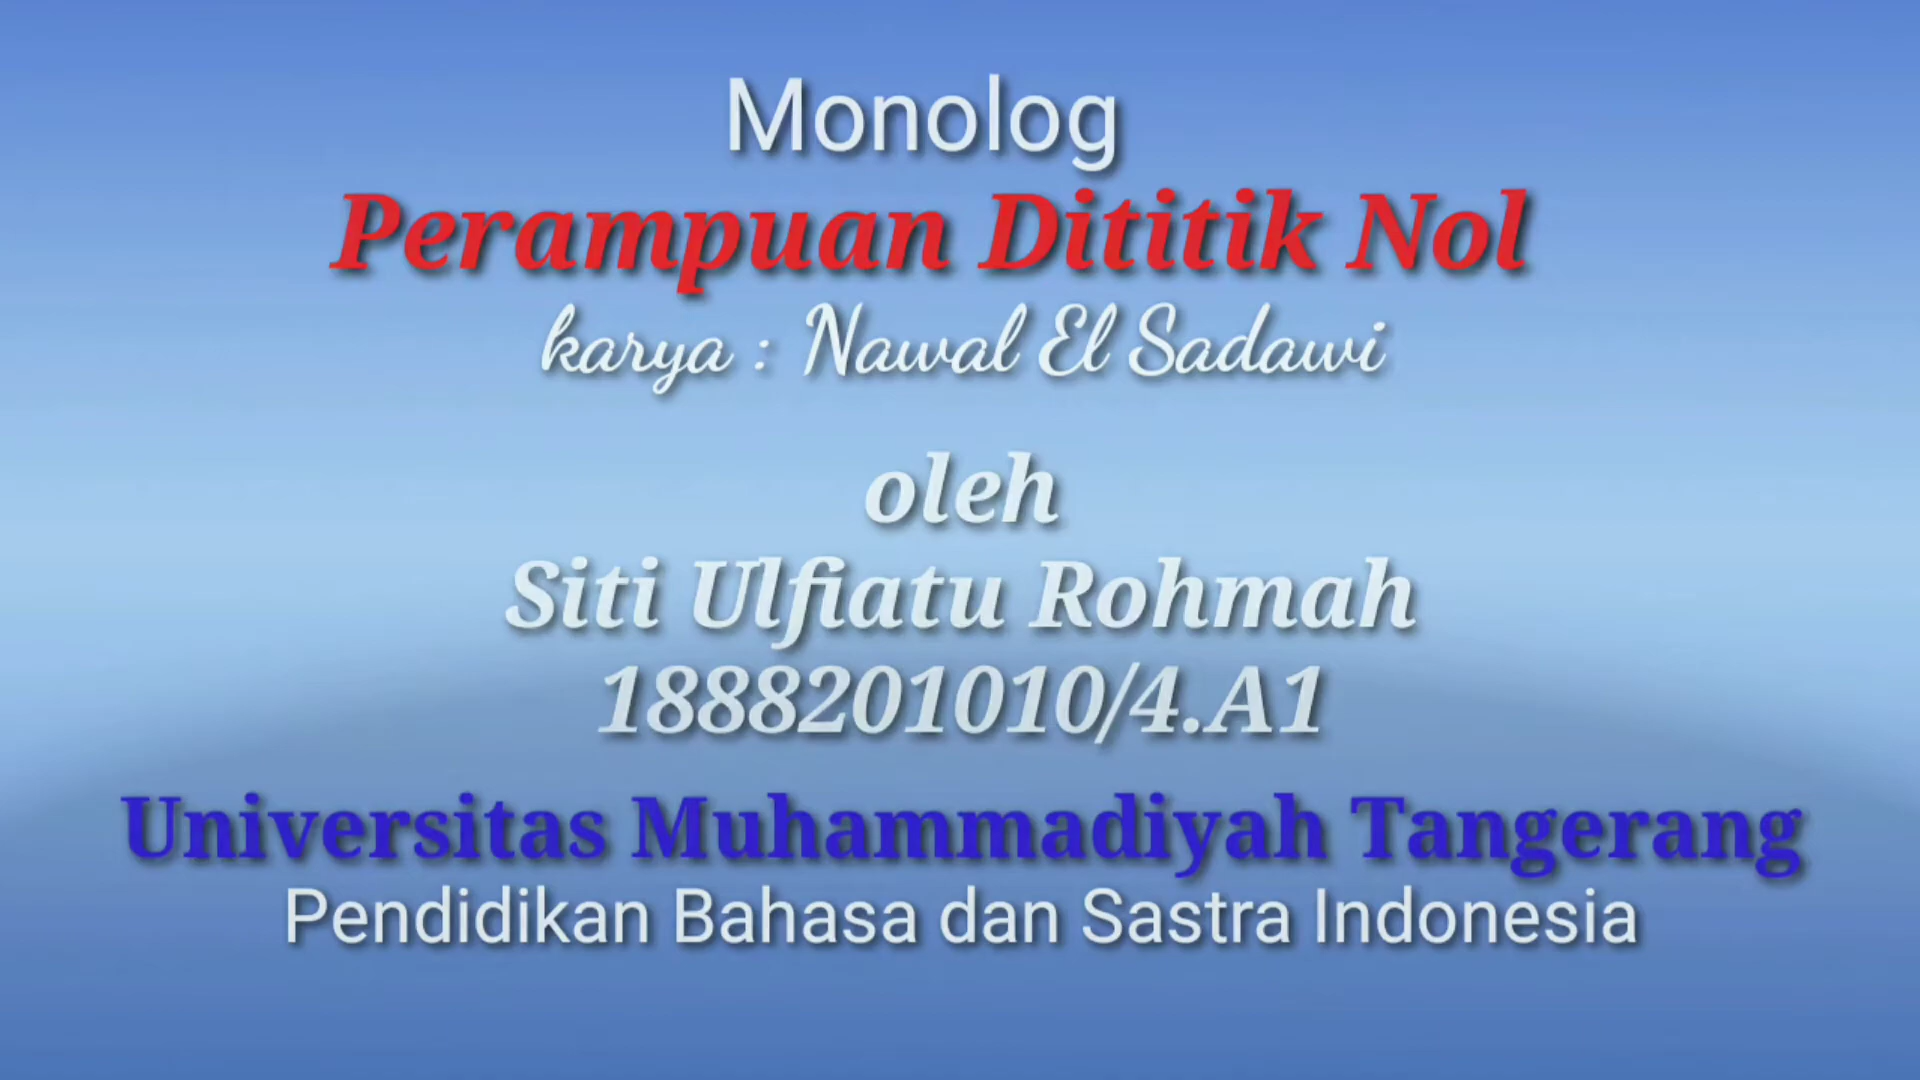 Monolog
Perampuan Dititik Nol
karya : Nawal El Sadawi
oleh
Siti Ulfiatu Rohmah
1888201010/4.A1
Universitas Muhammadiyah Tangerang
Pendidikan Bahasa dan Sastra Indonesia